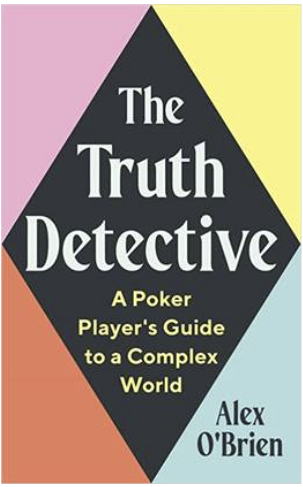 The
Truth
Detective
A Poker
Player's Guide
to a Complex
World
Alex
O'Brien